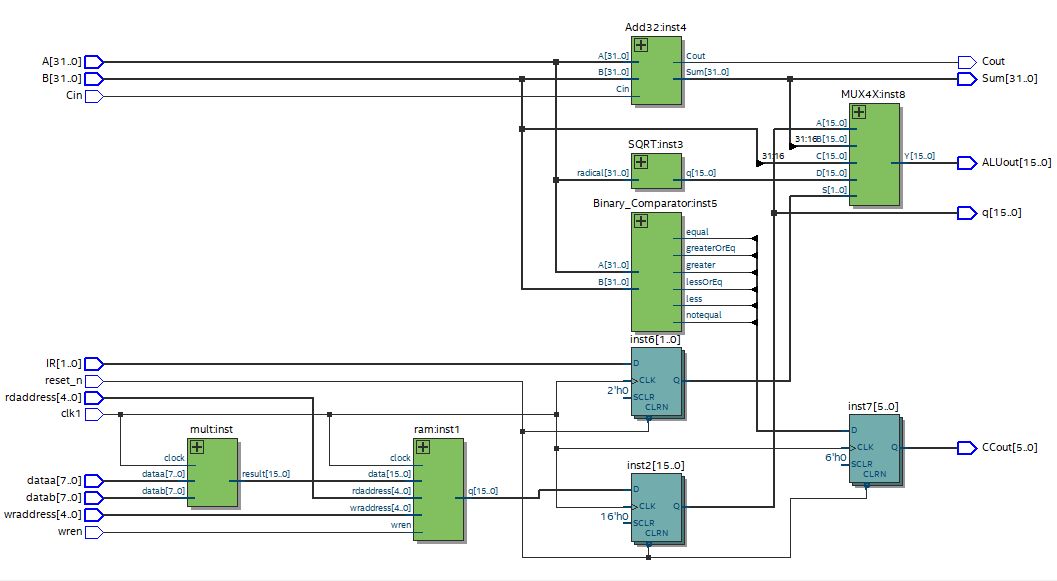 Add32:inst4
A[31..0]
A[31..0]
Cout
Cout
B[31..0]
B[31..0]
Sum[31..0]
Sum[31..0]
Cin
Cin
MUX4X:inst8
A[15..0]
31:16
B[15..0]
SQRT:inst3
31:16
C[15..0]
Y[15..0]
ALUout[15..0]
radical[31..0]
q[15..0]
D[15..0]
S[1..0]
Binary_Comparator:inst5
q[15..0]
equal
greaterOrEq
A[31..0]
greater
B[31..0]
lessOrEq
less
notequal
inst6[1..0]
IR[1..0]
D
reset_n
CLK
Q
2'h0
SCLR
rdaddress[4..0]
CLRN
inst7[5..0]
clk1
mult:inst
ram:inst1
D
CLK
Q
CCout[5..0]
6'h0
SCLR
clock
clock
CLRN
inst2[15..0]
dataa[7..0]
dataa[7..0]
result[15..0]
data[15..0]
datab[7..0]
datab[7..0]
rdaddress[4..0]
q[15..0]
D
wraddress[4..0]
wraddress[4..0]
CLK
Q
16'h0
SCLR
wren
wren
CLRN